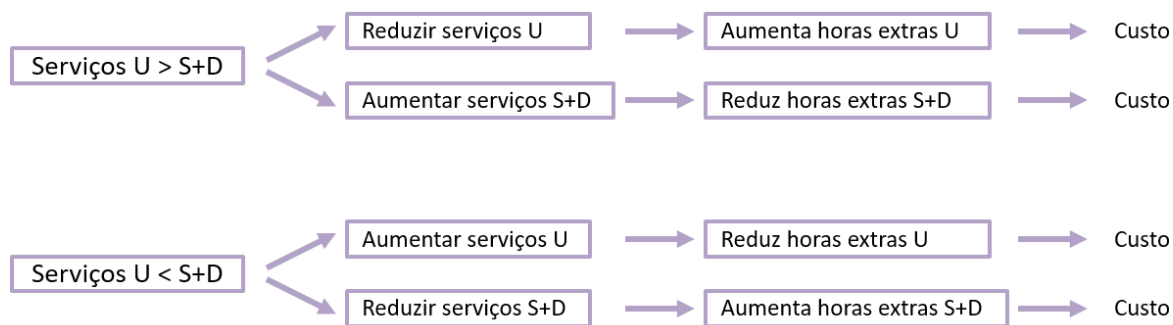 Reduzir serviços U
Aumenta horas extras U
Custo
Serviços U > S+D
Aumentar serviços S+D
Reduz horas extras S+D
Custo
Aumentar serviços U
Reduz horas extras U
Custo
Serviços U < S+D
Reduzir serviços S+D
Aumenta horas extras S+D
Custo